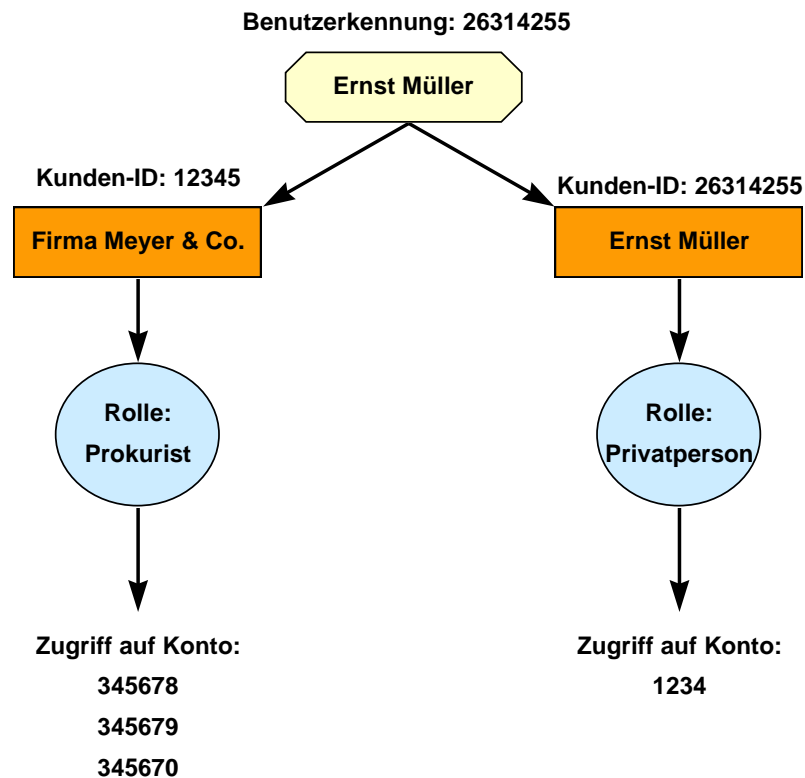 Benutzerkennung: 26314255
Ernst Müller
Kunden-ID: 12345
Kunden-ID: 26314255
Firma Meyer & Co.
Ernst Müller
Rolle:
Prokurist
Rolle:
Privatperson
Zugriff auf Konto:
345678
345679
345670
Zugriff auf Konto:
1234